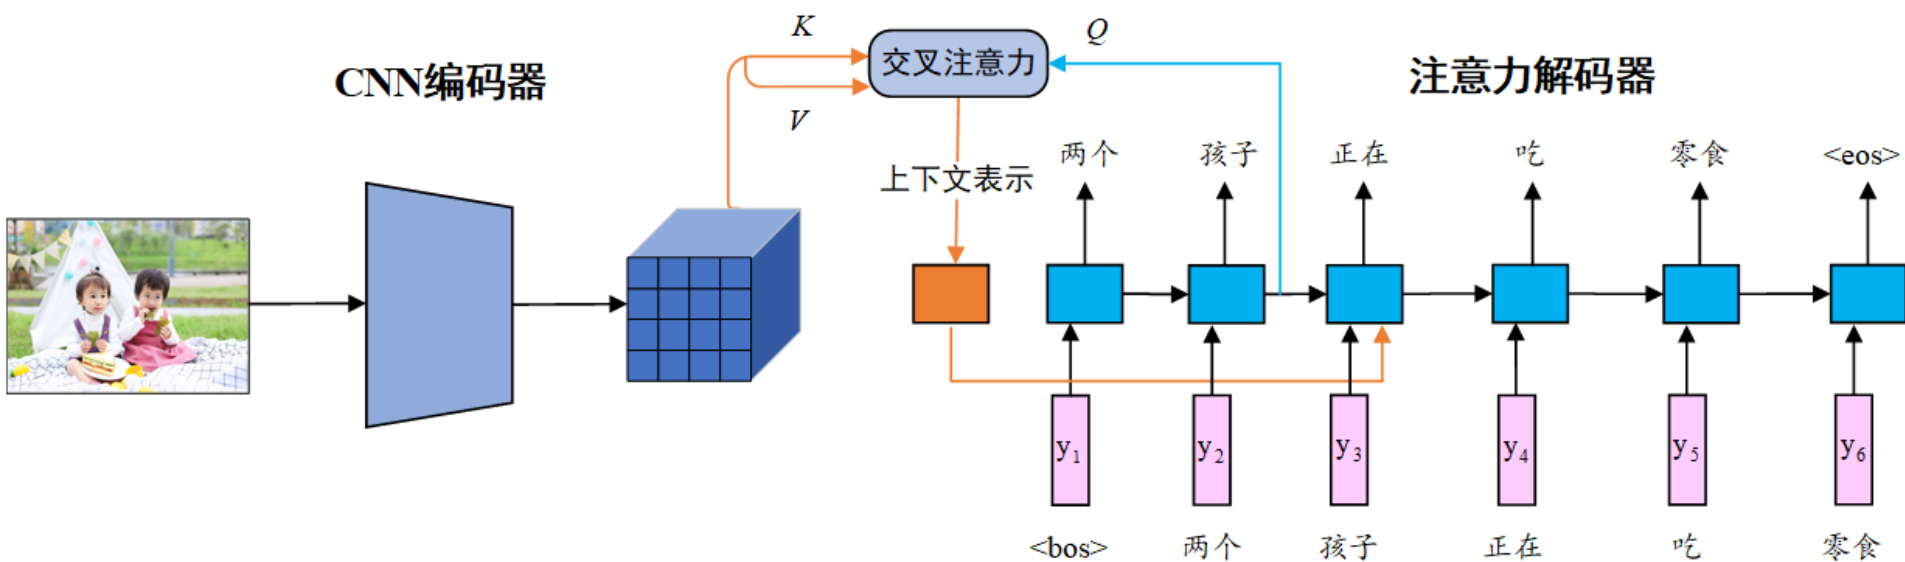 K
Q
CNN编码器
交叉注意力
注意力解码器
V
上下文表示
两个 孩子 正在 吃 零食 <eos>
y1 y2 y3 y4 y5 y6
<bos> 两个 孩子 正在 吃 零食